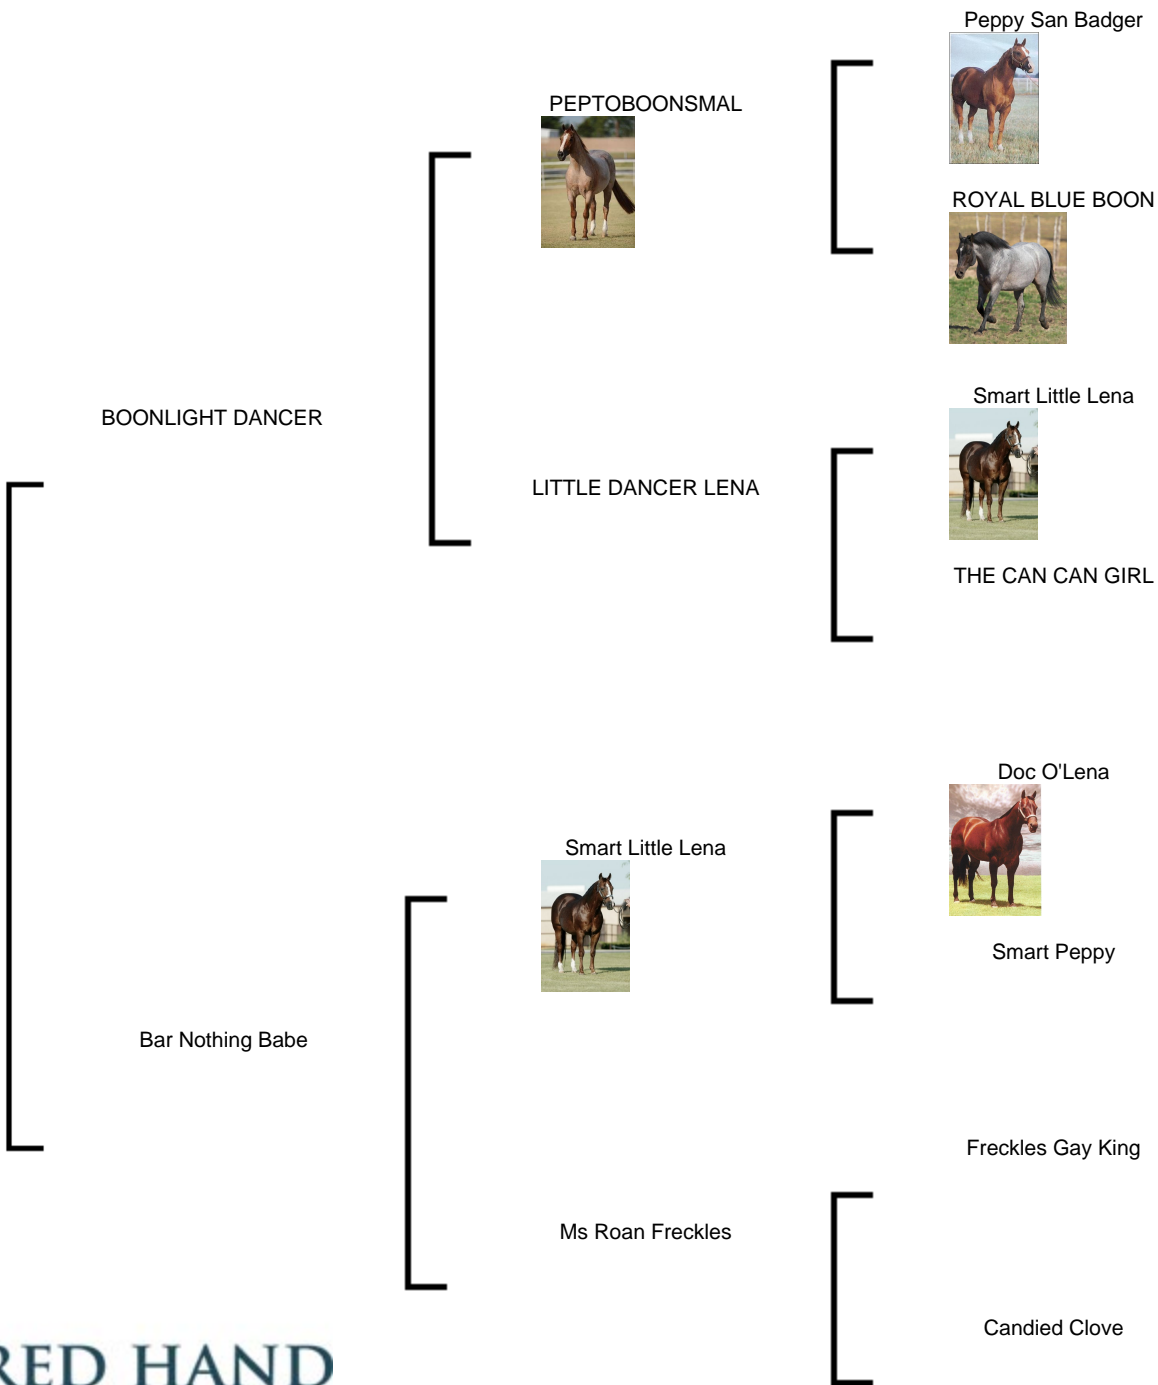 Peppy San Badger
PEPTOBOONSMAL
ROYAL BLUE BOON
BOONLIGHT DANCER
Smart Little Lena
LITTLE DANCER LENA
THE CAN CAN GIRL
Doc O'Lena
Smart Little Lena
Smart Peppy
Bar Nothing Babe
Freckles Gay King
Ms Roan Freckles
Candied Clove
RED HAND